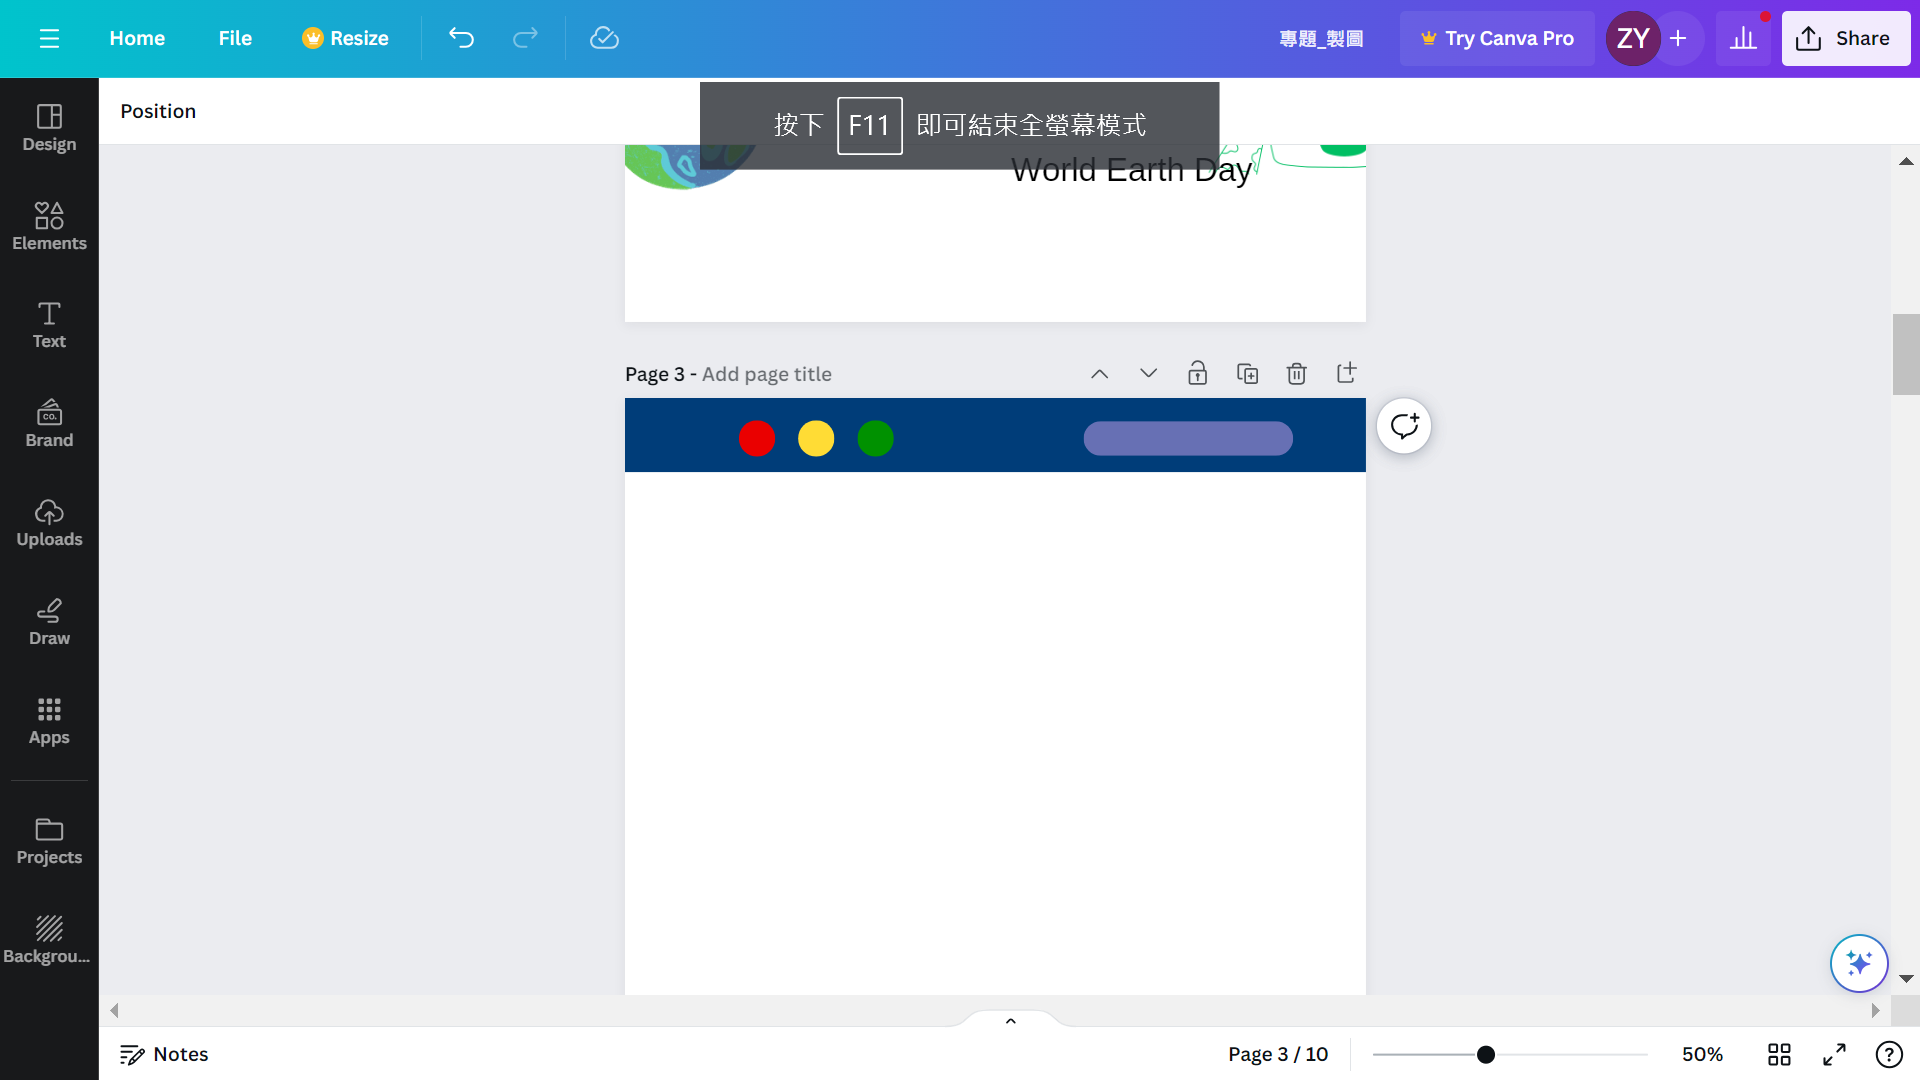 Home
File
Resize
專題_製圖
Try Canva Pro
ZY
Share
Position
按下 F11 即可結束全螢幕模式
World Earth Day
Design
Elements
Text
CO.
Brand
Uploads
Draw
Apps
Projects
Backgrou...
Page 3 - Add page title
Notes
Page 3 / 10
50%
?